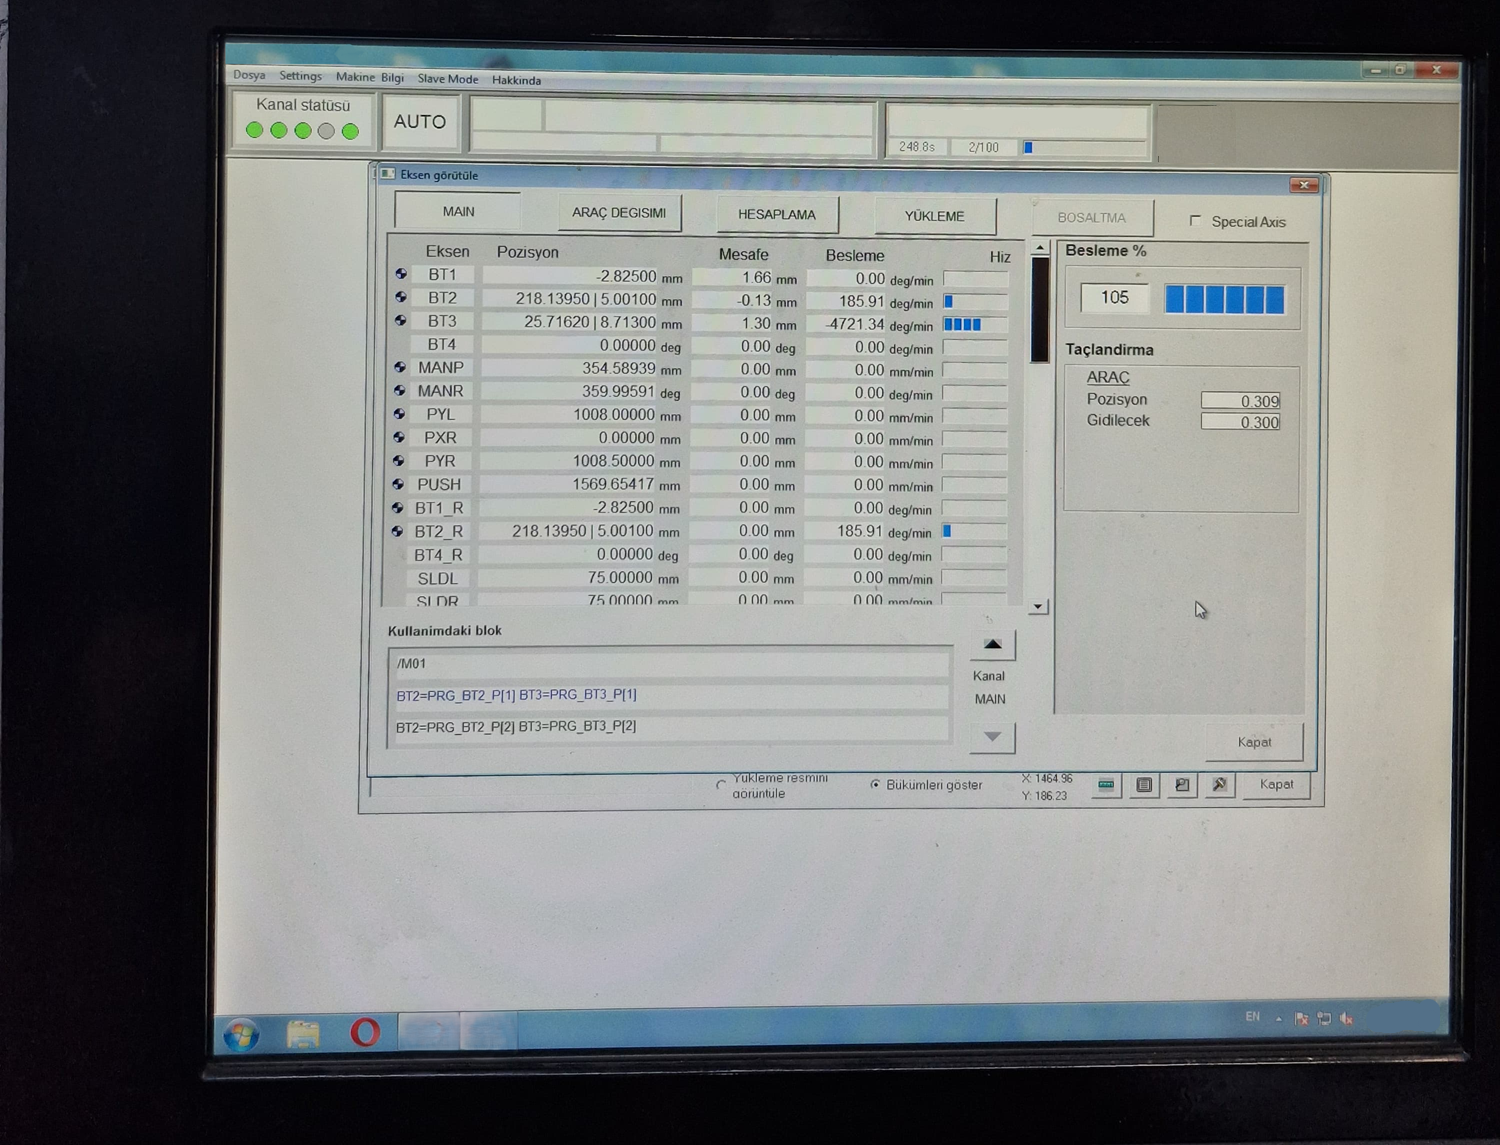 Dosya Settings Makine Bilgi Slave Mode Hakkında
Kanal statüsü
AUTO
248.8s 2/100
Eksen görütüle
MAIN ARAÇ DEGISIMI HESAPLAMA YÜKLEME BOSALTMA Special Axis
Eksen Pozisyon Mesafe Besleme Hiz
BT1 -2.82500 mm 1.66 mm 0.00 deg/min
BT2 218.13950 | 5.00100 mm -0.13 mm 185.91 deg/min
BT3 25.71620 | 8.71300 mm 1.30 mm -4721.34 deg/min
BT4 0.00000 deg 0.00 deg 0.00 deg/min
MANP 354.58939 mm 0.00 mm 0.00 mm/min
MANR 359.99591 deg 0.00 deg 0.00 deg/min
PYL 1008.00000 mm 0.00 mm 0.00 mm/min
PXR 0.00000 mm 0.00 mm 0.00 mm/min
PYR 1008.50000 mm 0.00 mm 0.00 mm/min
PUSH 1569.65417 mm 0.00 mm 0.00 mm/min
BT1_R -2.82500 mm 0.00 mm 0.00 deg/min
BT2_R 218.13950 | 5.00100 mm 0.00 mm 185.91 deg/min
BT4_R 0.00000 deg 0.00 deg 0.00 deg/min
SLDL 75.00000 mm 0.00 mm 0.00 mm/min
SLDR 75.00000 mm 0.00 mm 0.00 mm/min
Besleme %
105
Taçlandirma
ARAÇ
Pozisyon 0.309
Gidilecek 0.300
Kullanimdaki blok
/M01
BT2=PRG_BT2_P[1] BT3=PRG_BT3_P[1]
BT2=PRG_BT2_P[2] BT3=PRG_BT3_P[2]
Kanal
MAIN
Kapat
Yükleme resmini
görüntüle
Bükümleri göster
X: 1464.96
Y: 186.23
Kapat
EN